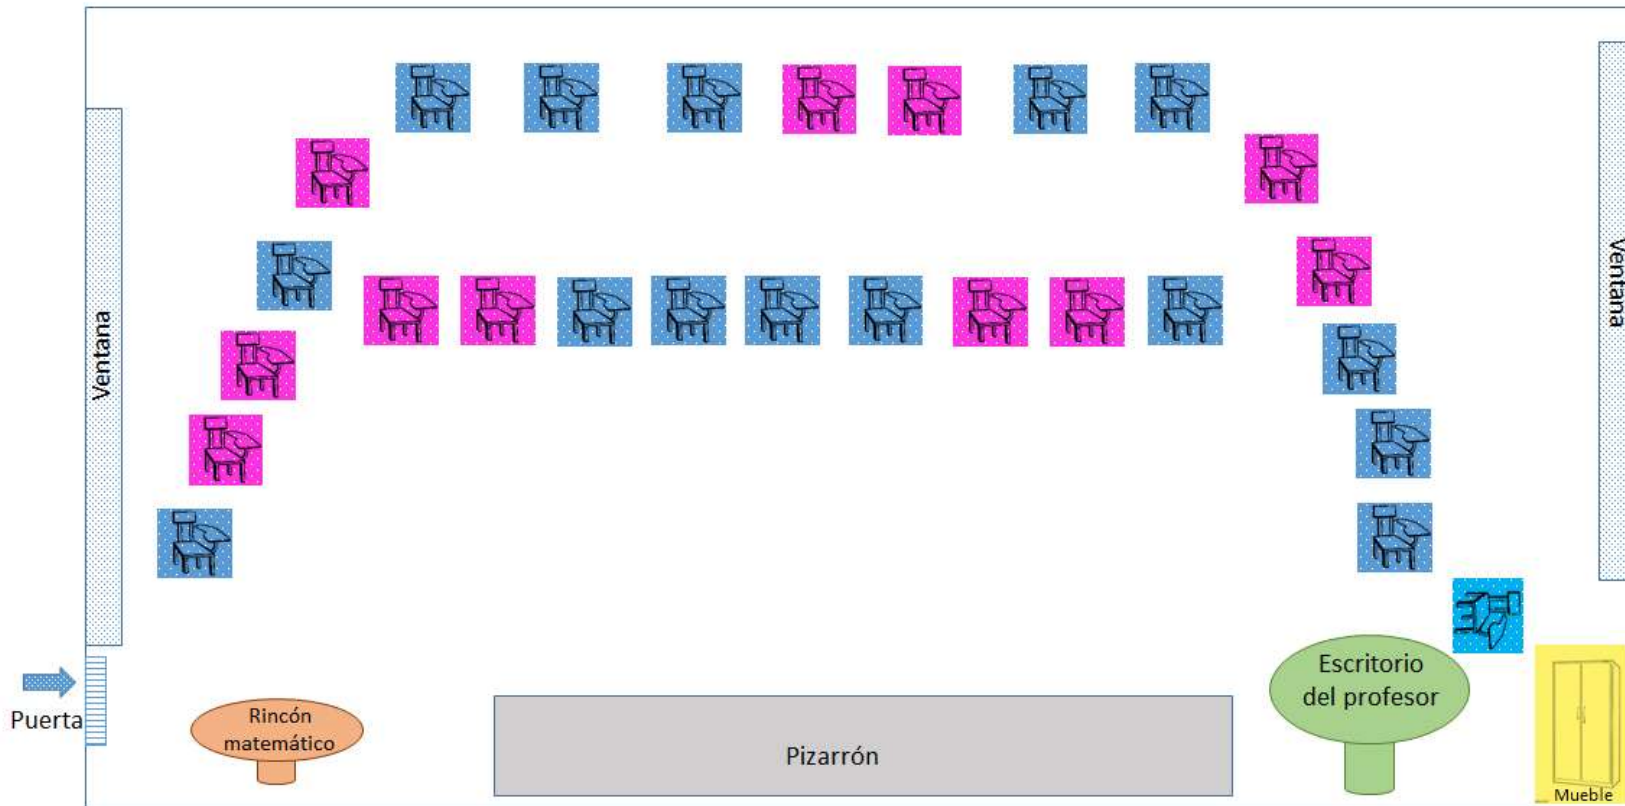 Ventana
Ventana
Puerta
Rincón
matemático
Pizarrón
Escritorio
del profesor
Mueble